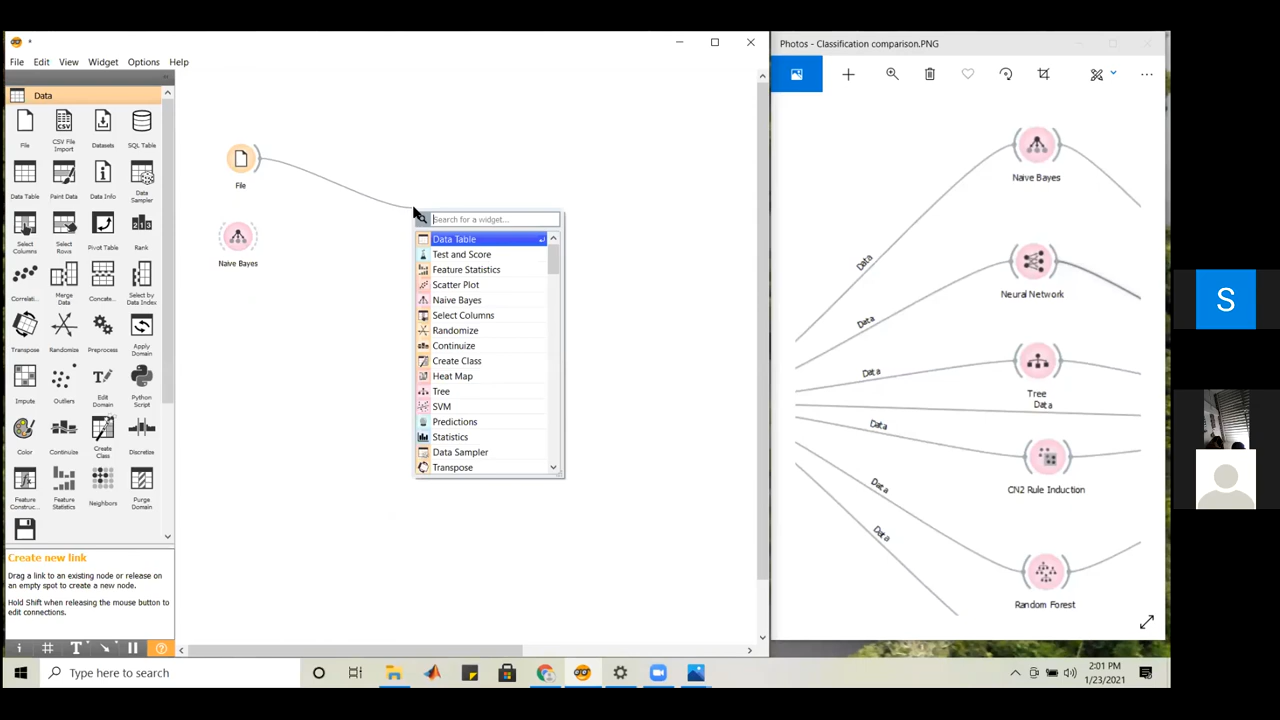 *
File Edit View Widget Options Help
Data
File
CSV File
Import
Datasets
SQL Table
Data Table
Paint Data
Data Info
Data
Sampler
Select
Columns
Select
Rows
Pivot Table
Rank
Correlati...
Merge
Data
Concate...
Select by
Data Index
Transpose
Randomize
Preprocess
Apply
Domain
Impute
Outliers
Edit
Domain
Python
Script
Color
Continuize
Create
Class
Discretize
Feature
Construc...
Feature
Statistics
Neighbors
Purge
Domain
Create new link
Drag a link to an existing node or release on
an empty spot to create a new node.
Hold Shift when releasing the mouse button to
edit connections.
File
Naive Bayes
Search for a widget...
Data Table
Test and Score
Feature Statistics
Scatter Plot
Naive Bayes
Select Columns
Randomize
Continuize
Create Class
Heat Map
Tree
SVM
Predictions
Statistics
Data Sampler
Transpose
Photos - Classification comparison.PNG
Naive Bayes
Data
Neural Network
Data
Data
Tree
Data
Data
CN2 Rule Induction
Data
Data
Random Forest
S
Type here to search
2:01 PM
1/23/2021